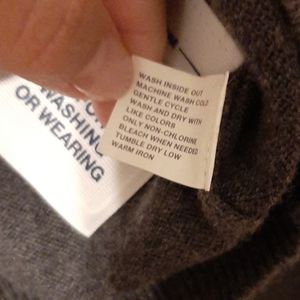 WASH INSIDE OUT
MACHINE WASH COLD
GENTLE CYCLE
WASH AND DRY WITH
LIKE COLORS
ONLY NON-CHLORINE
BLEACH WHEN NEEDED
TUMBLE DRY LOW
WARM IRON
WASHING
OR WEARING